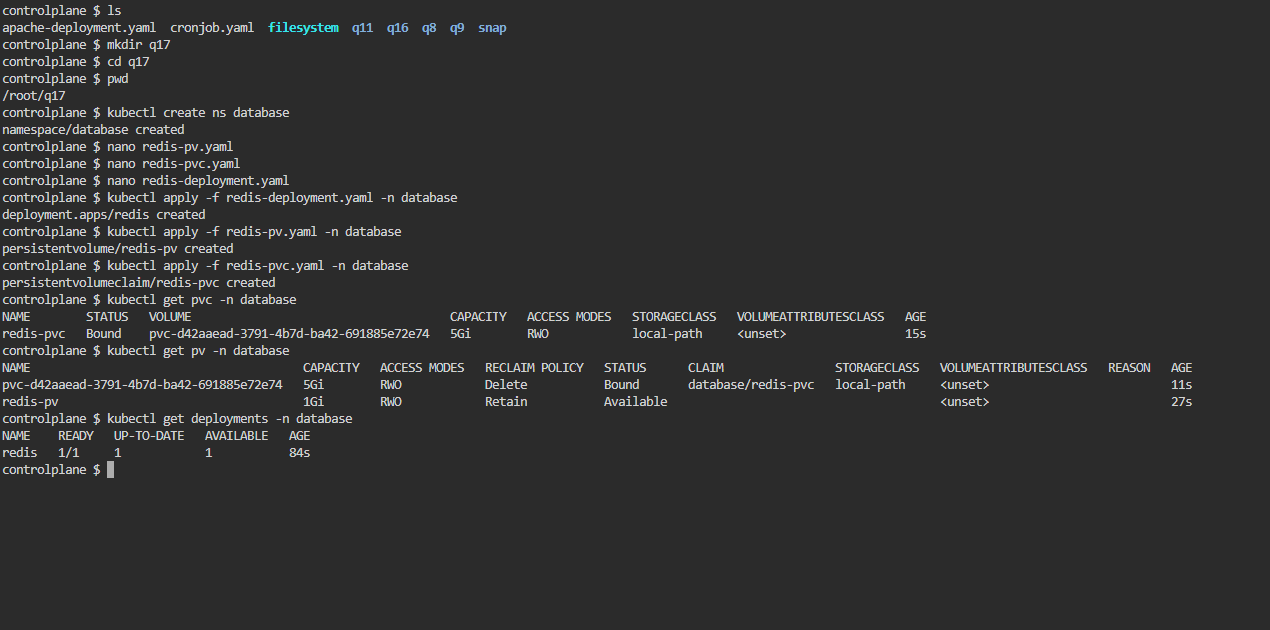 controlplane $ ls
apache-deployment.yaml  cronjob.yaml  filesystem  q11  q16  q8  q9  snap
controlplane $ mkdir q17
controlplane $ cd q17
controlplane $ pwd
/root/q17
controlplane $ kubectl create ns database
namespace/database created
controlplane $ nano redis-pv.yaml
controlplane $ nano redis-pvc.yaml
controlplane $ nano redis-deployment.yaml
controlplane $ kubectl apply -f redis-deployment.yaml -n database
deployment.apps/redis created
controlplane $ kubectl apply -f redis-pv.yaml -n database
persistentvolume/redis-pv created
controlplane $ kubectl apply -f redis-pvc.yaml -n database
persistentvolumeclaim/redis-pvc created
controlplane $ kubectl get pvc -n database
NAME        STATUS   VOLUME                                     CAPACITY   ACCESS MODES   STORAGECLASS   VOLUMEATTRIBUTESCLASS   AGE
redis-pvc   Bound    pvc-d42aaead-3791-4b7d-ba42-691885e72e74   5Gi        RWO            local-path     <unset>                 15s
controlplane $ kubectl get pv -n database
NAME                                       CAPACITY   ACCESS MODES   RECLAIM POLICY   STATUS      CLAIM                STORAGECLASS   VOLUMEATTRIBUTESCLASS   REASON   AGE
pvc-d42aaead-3791-4b7d-ba42-691885e72e74   5Gi        RWO            Delete           Bound       database/redis-pvc   local-path     <unset>                          11s
redis-pv                                   1Gi        RWO            Retain           Available                                       <unset>                          27s
controlplane $ kubectl get deployments -n database
NAME    READY   UP-TO-DATE   AVAILABLE   AGE
redis   1/1     1            1           84s
controlplane $